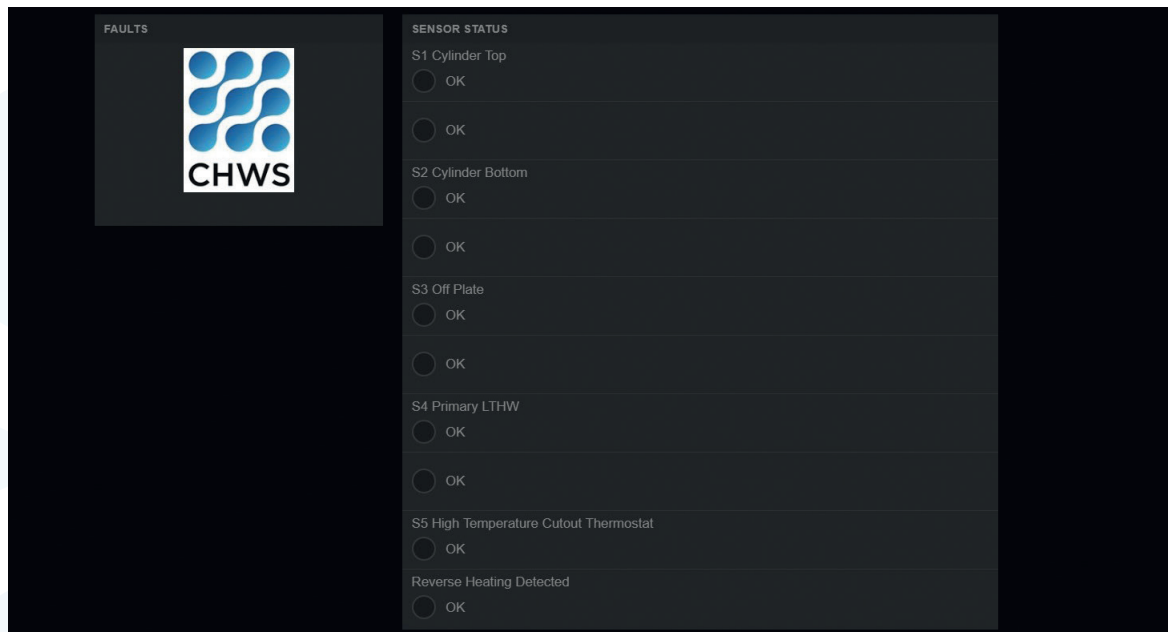 FAULTS
CHWS
SENSOR STATUS
S1 Cylinder Top
OK
OK
S2 Cylinder Bottom
OK
OK
S3 Off Plate
OK
OK
S4 Primary LTHW
OK
OK
S5 High Temperature Cutout Thermostat
OK
Reverse Heating Detected
OK